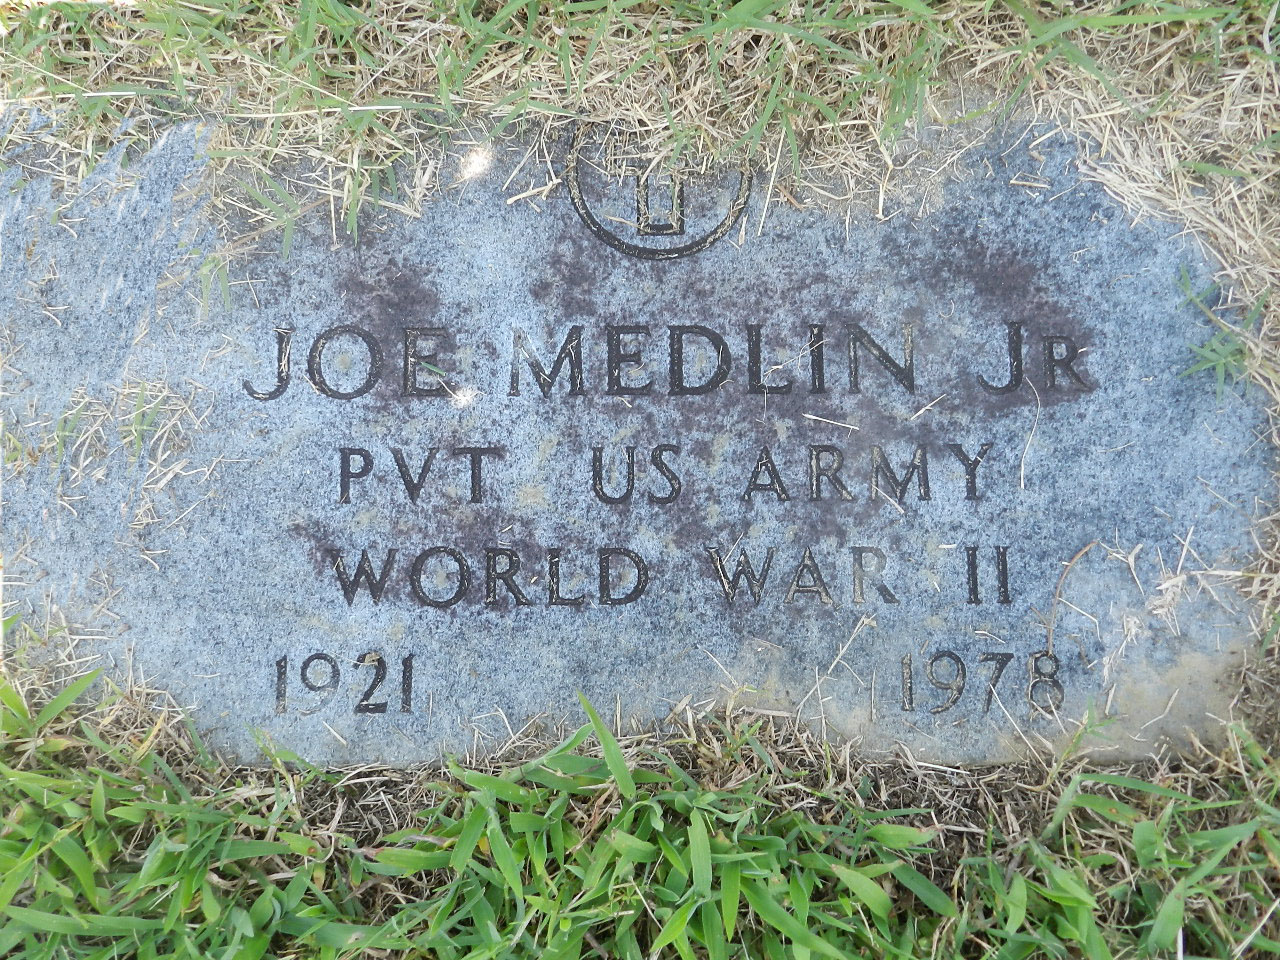 JOE MEDLIN JR
PVT US ARMY
WORLD WAR II
1921 1978